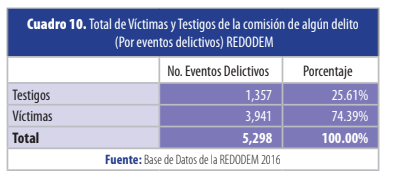 Cuadro 10. Total de Víctimas y Testigos de la comisión de algún delito
(Por eventos delictivos) REDODEM
No. Eventos Delictivos Porcentaje
Testigos 1,357 25.61%
Víctimas 3,941 74.39%
Total 5,298 100.00%
Fuente: Base de Datos de la REDODEM 2016